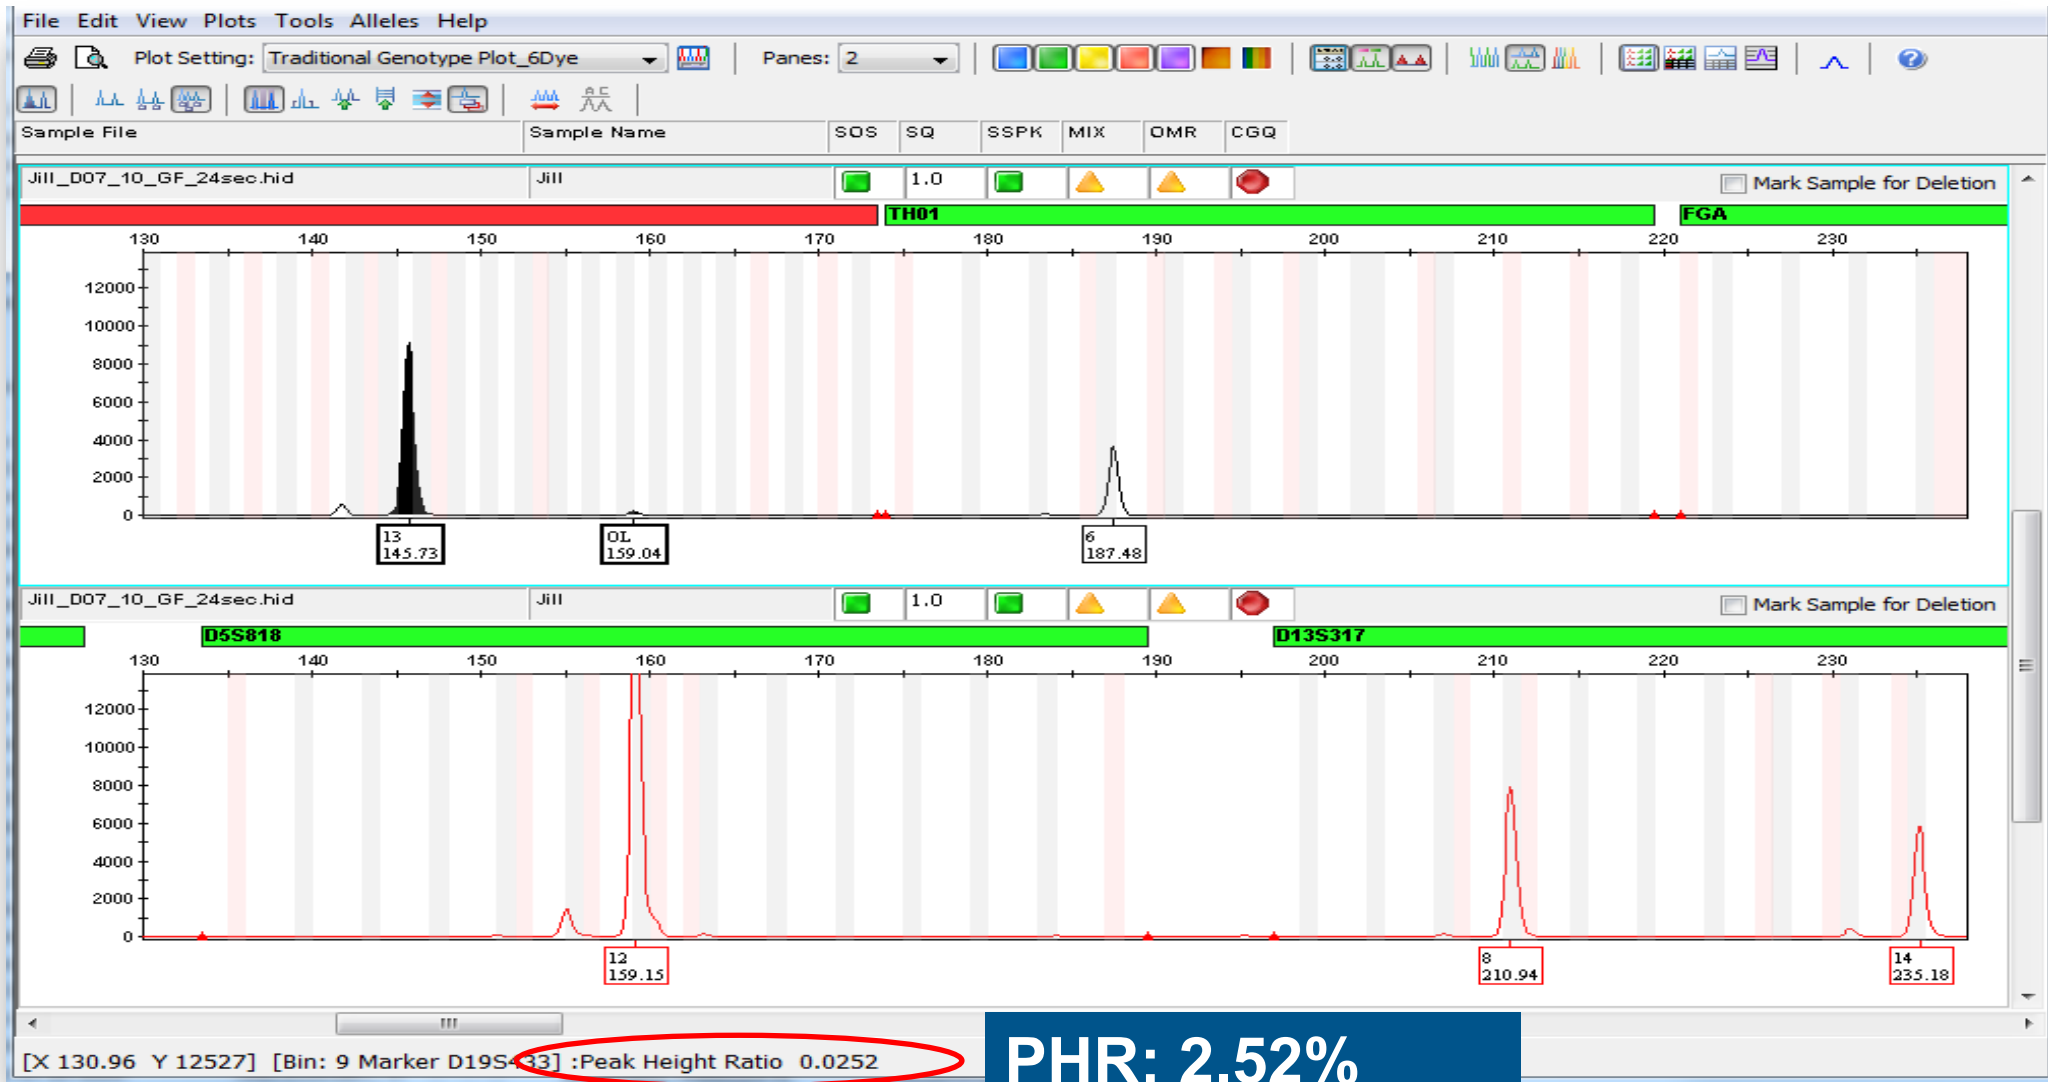 File Edit View Plots Tools Alleles Help
Plot Setting: Traditional Genotype Plot_6Dye Panes: 2
Sample File Sample Name SOS SQ SSPK MIX OMR CGQ
Jill_D07_10_GF_24sec.hid Jill 1.0 Mark Sample for Deletion
TH01 FGA
130 140 150 160 170 180 190 200 210 220 230
12000
10000
8000
6000
4000
2000
0
13 OL 6
145.73 159.04 187.48
Jill_D07_10_GF_24sec.hid Jill 1.0 Mark Sample for Deletion
D5S818 D13S317
130 140 150 160 170 180 190 200 210 220 230
12000
10000
8000
6000
4000
2000
0
12 8 14
159.15 210.94 235.18
[X 130.96 Y 12527] [Bin: 9 Marker D19S433] :Peak Height Ratio 0.0252
PHR: 2.52%